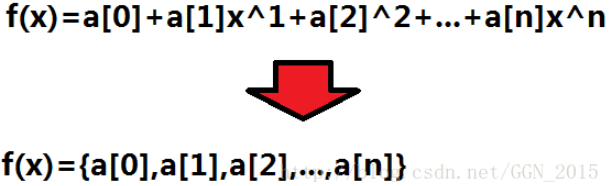 f(x)=a[0]+a[1]x^1+a[2]^2+...+a[n]x^n
f(x)={a[0],a[1],a[2],...,a[n]}
csdn.net/GGN_2015